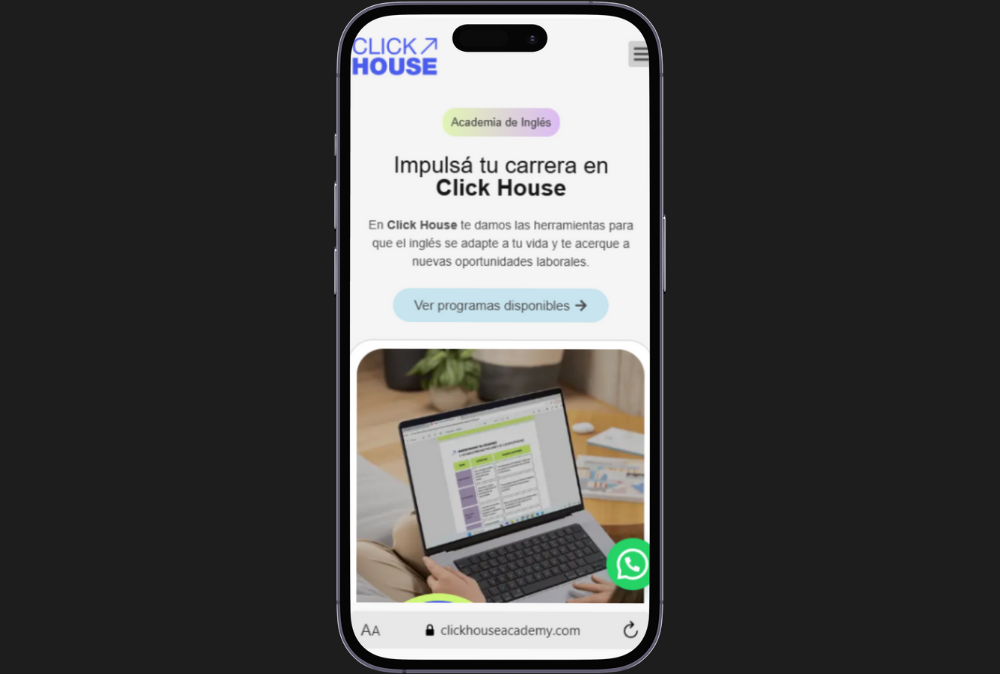 CLICK
HOUSE
Academia de Inglés
Impulsá tu carrera en
Click House
En Click House te damos las herramientas para
que el inglés se adapte a tu vida y te acerque a
nuevas oportunidades laborales.
Ver programas disponibles →
AA clickhouseacademy.com